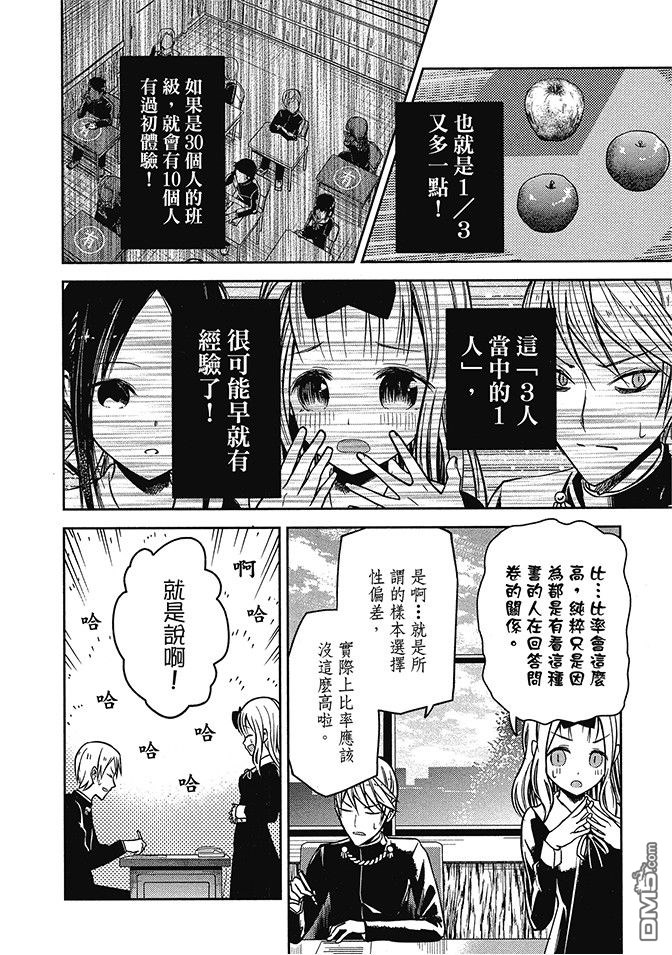 也就是1／3
又多一點！
如果是30個人的班
級，就會有10個人
有過初體驗！
有
有
有
這「3人
當中的1
人」，
很可能早就有
經驗了！
比…比率會這麼
高，純粹只是因
為都是有看這種
書的人在回答問
卷的關係。
是啊…就是所
謂的樣本選擇
性偏差，
實際上比率應該
沒這麼高啦。
就是說啊！
啊
哈
哈
哈
哈
哈
哈
哈
DM5.com